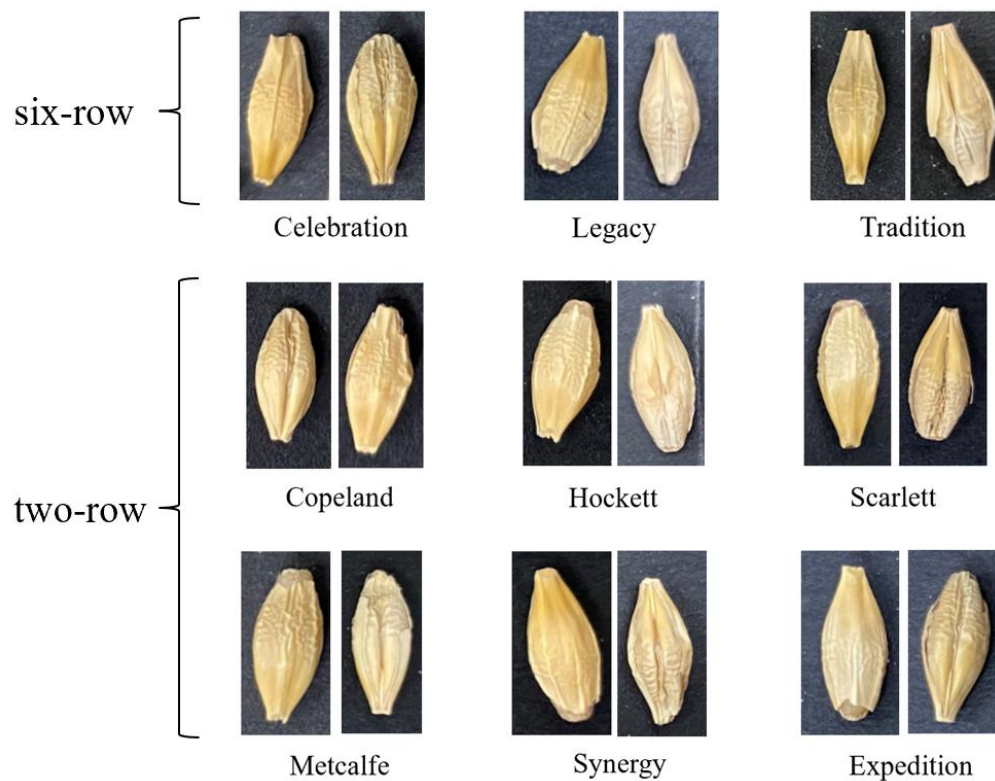 six-row
Celebration
Legacy
Tradition
two-row
Copeland
Hockett
Scarlett
Metcalfe
Synergy
Expedition